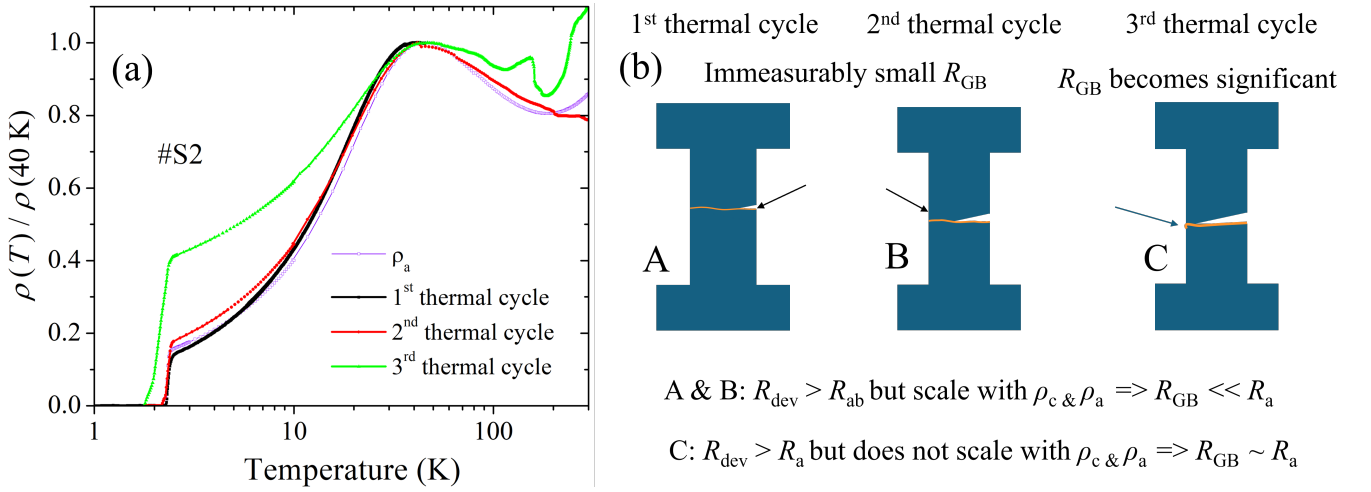 (a)
#S2
ρ (T) / ρ (40 K)
1.0
0.8
0.6
0.4
0.2
0.0
1
10
100
Temperature (K)
ρa
1st thermal cycle
2nd thermal cycle
3rd thermal cycle
1st thermal cycle 2nd thermal cycle 3rd thermal cycle
(b)
Immeasurably small RGB
RGB becomes significant
A
B
C
A & B: Rdev > Rab but scale with ρc & ρa => RGB << Ra
C: Rdev > Ra but does not scale with ρc & ρa => RGB ~ Ra